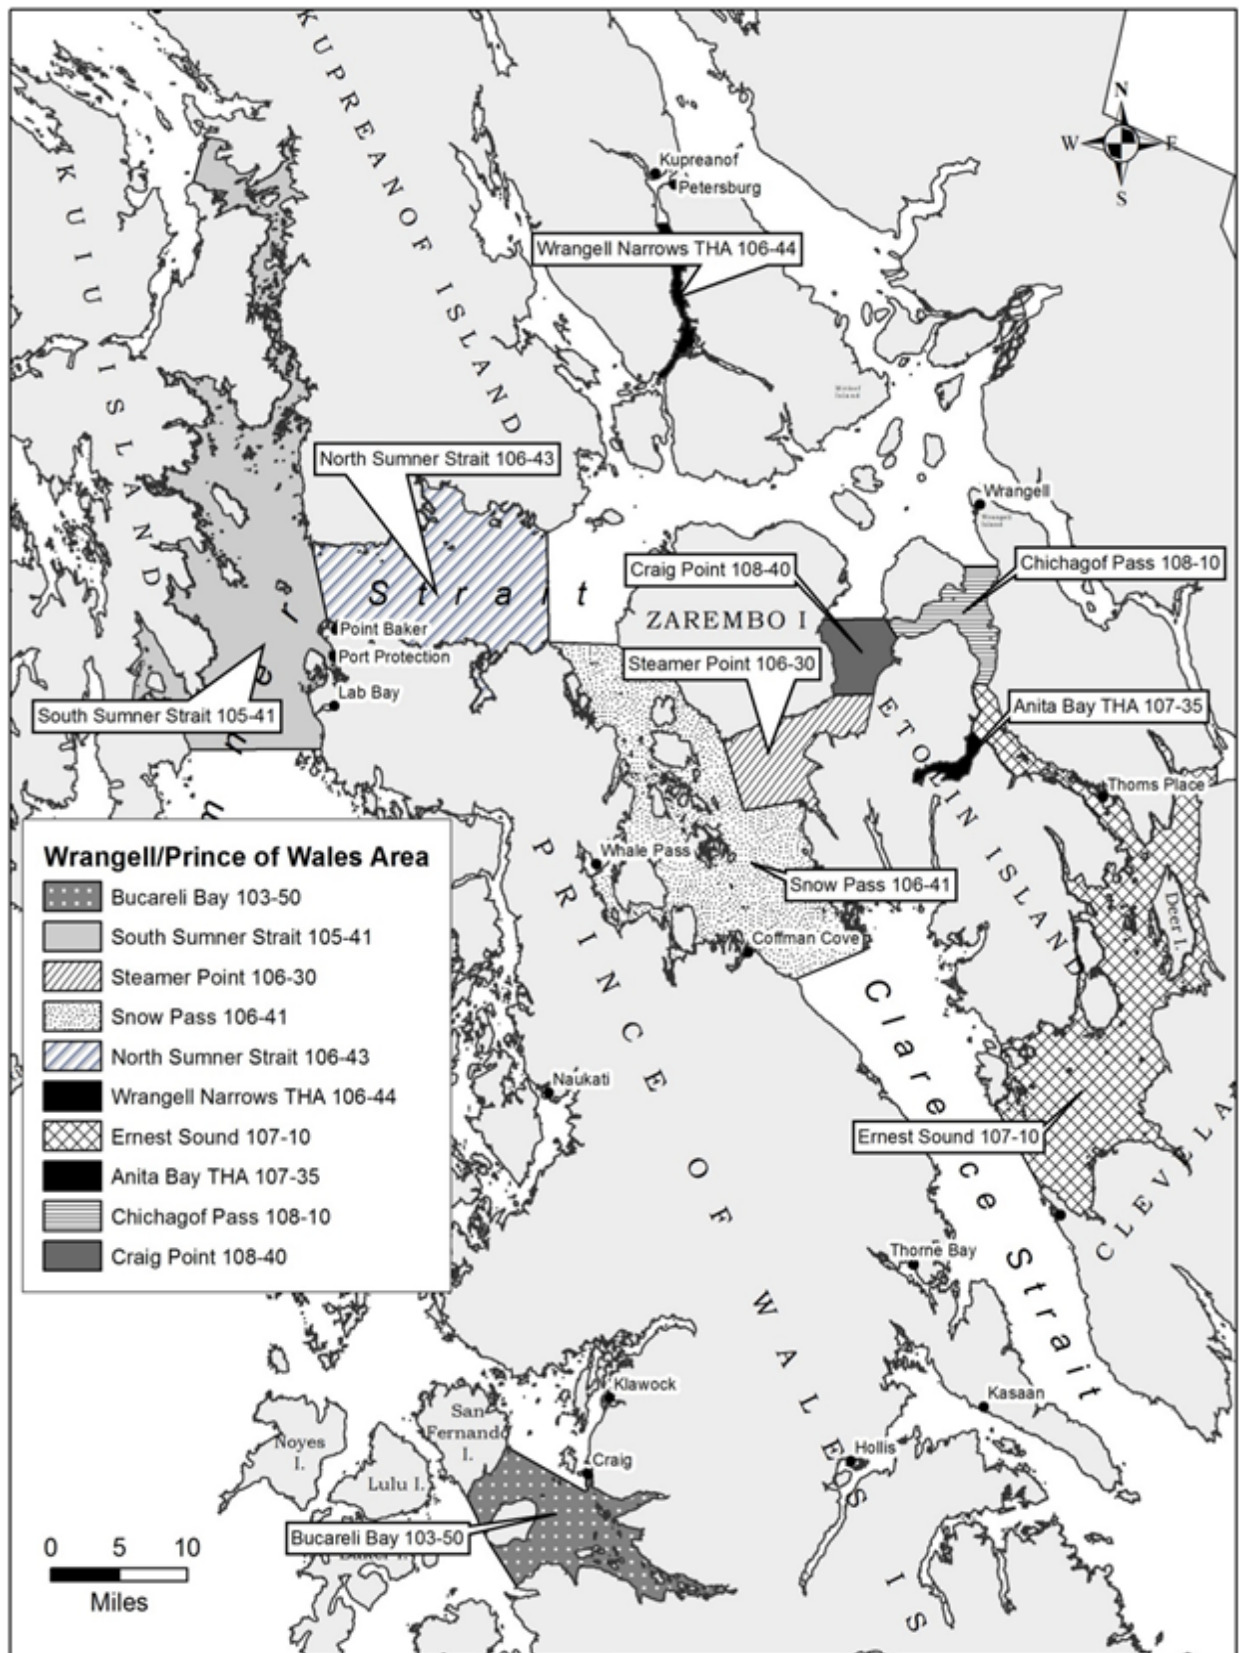 KUPREANOF ISLAND
KUIU ISLAND
N
W E
S
Kupreanof
Petersburg
Wrangell Narrows THA 106-44
Mitkof
Island
North Sumner Strait 106-43
Wrangell
Wrangell
Island
Craig Point 108-40
Chichagof Pass 108-10
Strait
ZAREMBO I
Point Baker
Port Protection
Steamer Point 106-30
Lab Bay
South Sumner Strait 105-41
Anita Bay THA 107-35
ETOLIN ISLAND
Thoms Place
Whale Pass
Snow Pass 106-41
Deer I.
Coffman Cove
Wrangell/Prince of Wales Area
Bucareli Bay 103-50
South Sumner Strait 105-41
Steamer Point 106-30
Snow Pass 106-41
North Sumner Strait 106-43
Wrangell Narrows THA 106-44
Ernest Sound 107-10
Anita Bay THA 107-35
Chichagof Pass 108-10
Craig Point 108-40
PRINCE OF WALES IS
Clarence Strait
Naukati
Ernest Sound 107-10
CLEVELA
Thorne Bay
Klawock
Kasaan
San
Fernando
I.
Noyes
I.
Lulu I.
Craig
Hollis
Bucareli Bay 103-50
0 5 10
Miles